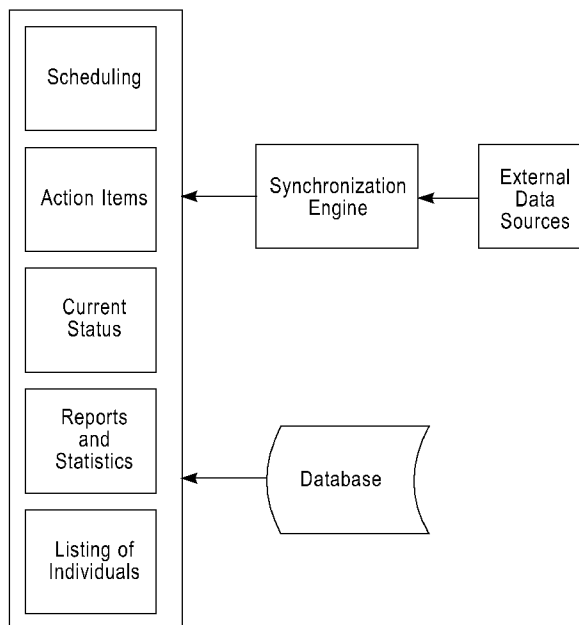 Scheduling
Action Items
Synchronization
Engine
External
Data
Sources
Current
Status
Reports
and
Statistics
Database
Listing of
Individuals